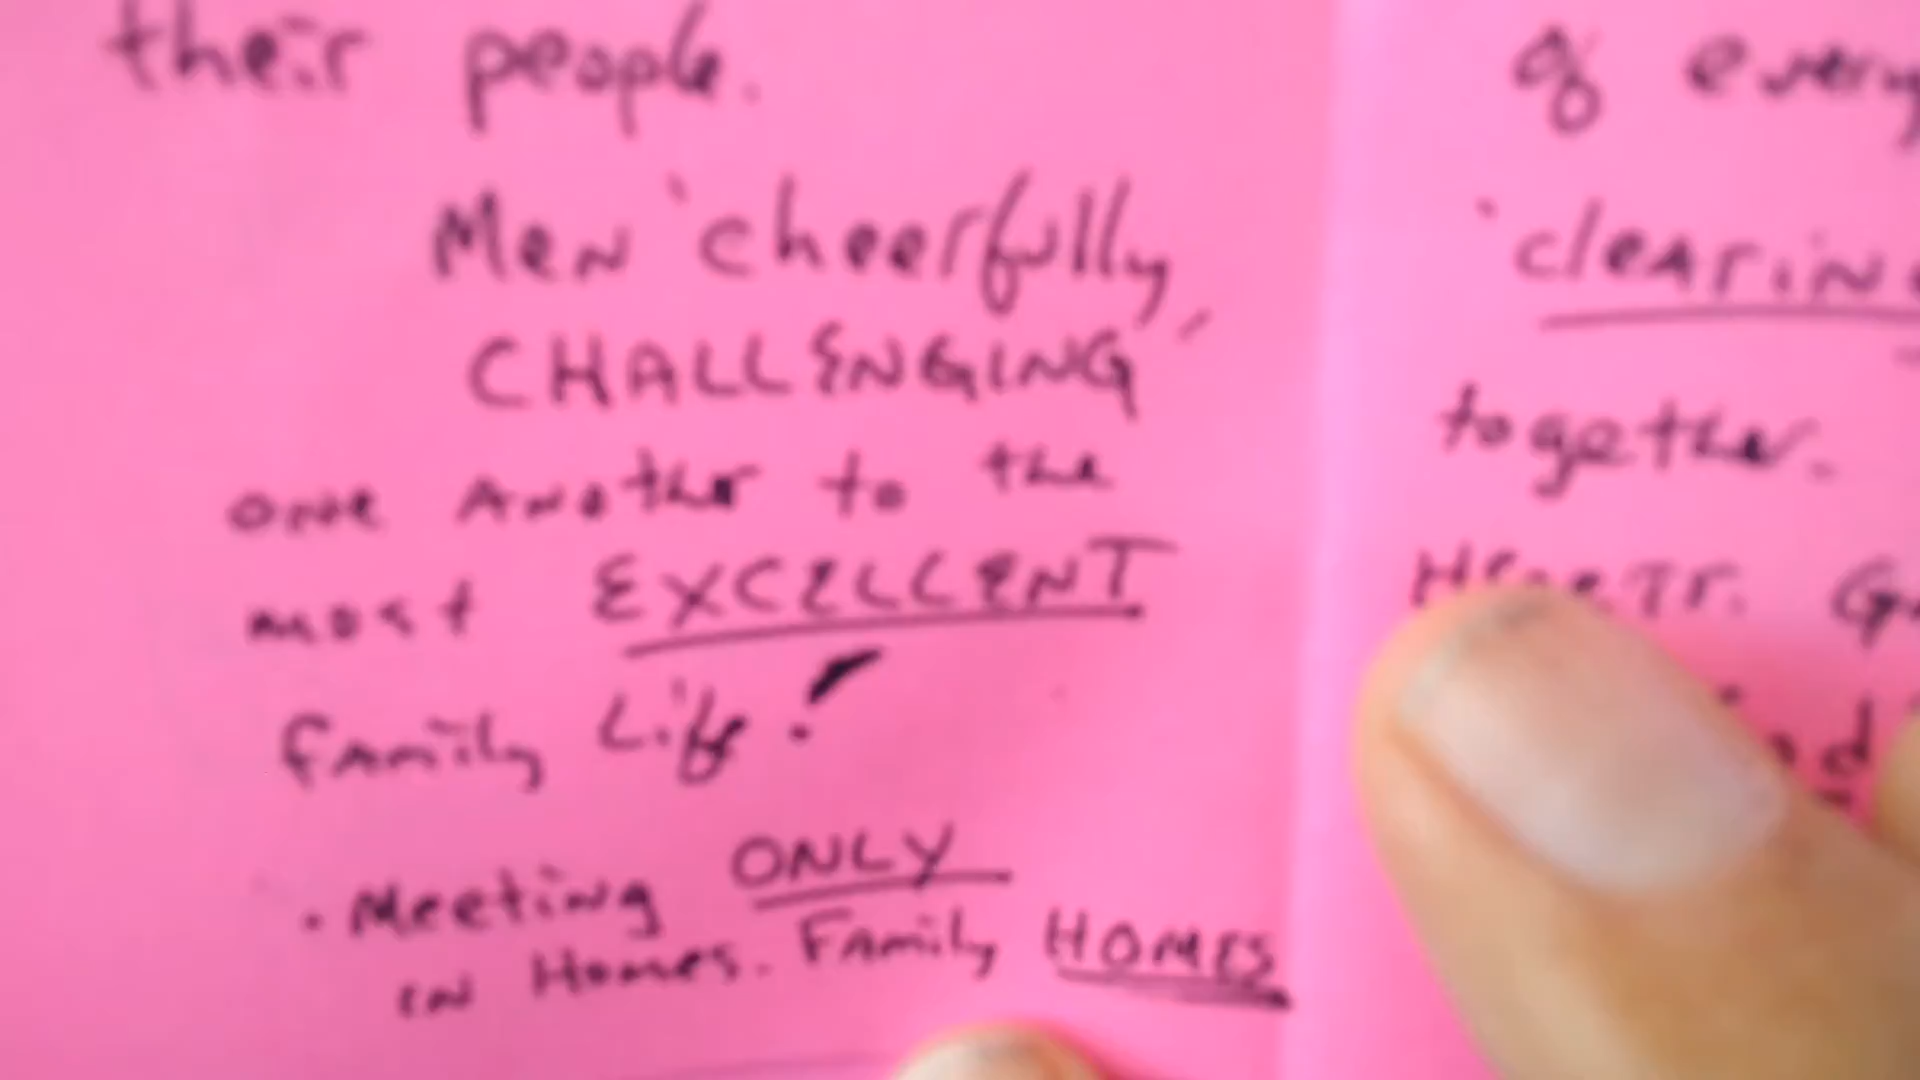 their people.
Men 'cheerfully
CHALLENGING'
one Another to the
most EXCELLENT
family Life!
• Meeting ONLY
in Homes. Family HOMES
of every
'clearing
together.